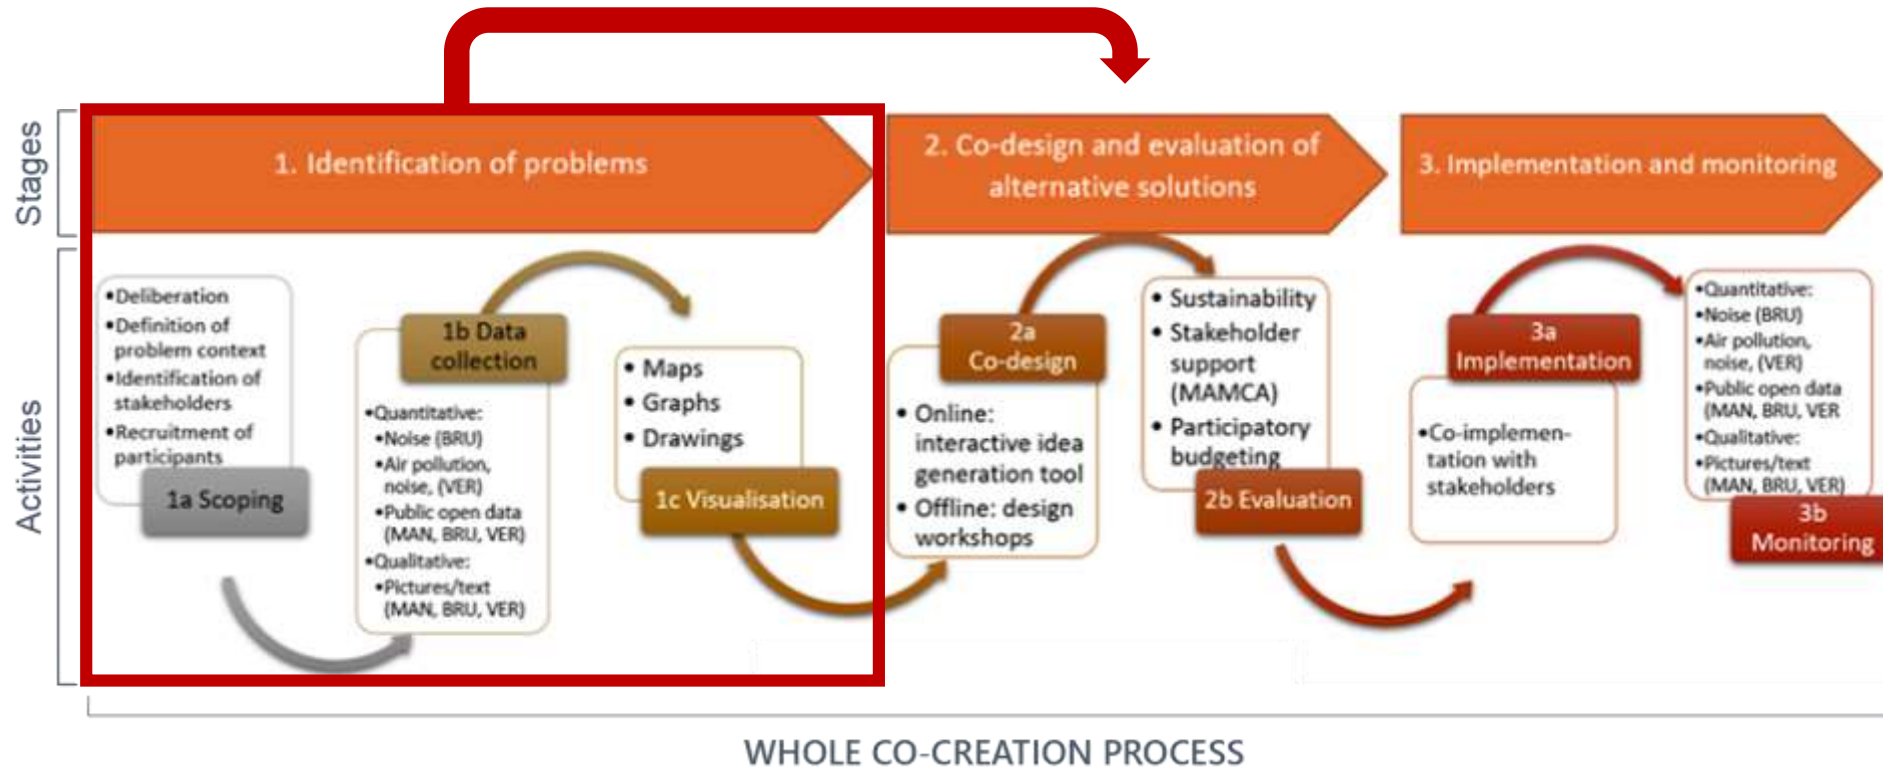 Stages
1. Identification of problems
2. Co-design and evaluation of
alternative solutions
3. Implementation and monitoring
Activities
•Deliberation
•Definition of
problem context
•Identification of
stakeholders
•Recruitment of
participants
1a Scoping
1b Data
collection
•Quantitative:
•Noise (BRU)
•Air pollution,
noise, (VER)
•Public open data
(MAN, BRU, VER)
•Qualitative:
•Pictures/text
(MAN, BRU, VER)
• Maps
• Graphs
• Drawings
1c Visualisation
2a
Co-design
• Online:
interactive idea
generation tool
• Offline: design
workshops
• Sustainability
• Stakeholder
support
(MAMCA)
• Participatory
budgeting
2b Evaluation
3a
Implementation
•Co-implemen-
tation with
stakeholders
•Quantitative:
•Noise (BRU)
•Air pollution,
noise, (VER)
•Public open data
(MAN, BRU, VER
•Qualitative:
•Pictures/text
(MAN, BRU, VER)
3b
Monitoring
WHOLE CO-CREATION PROCESS